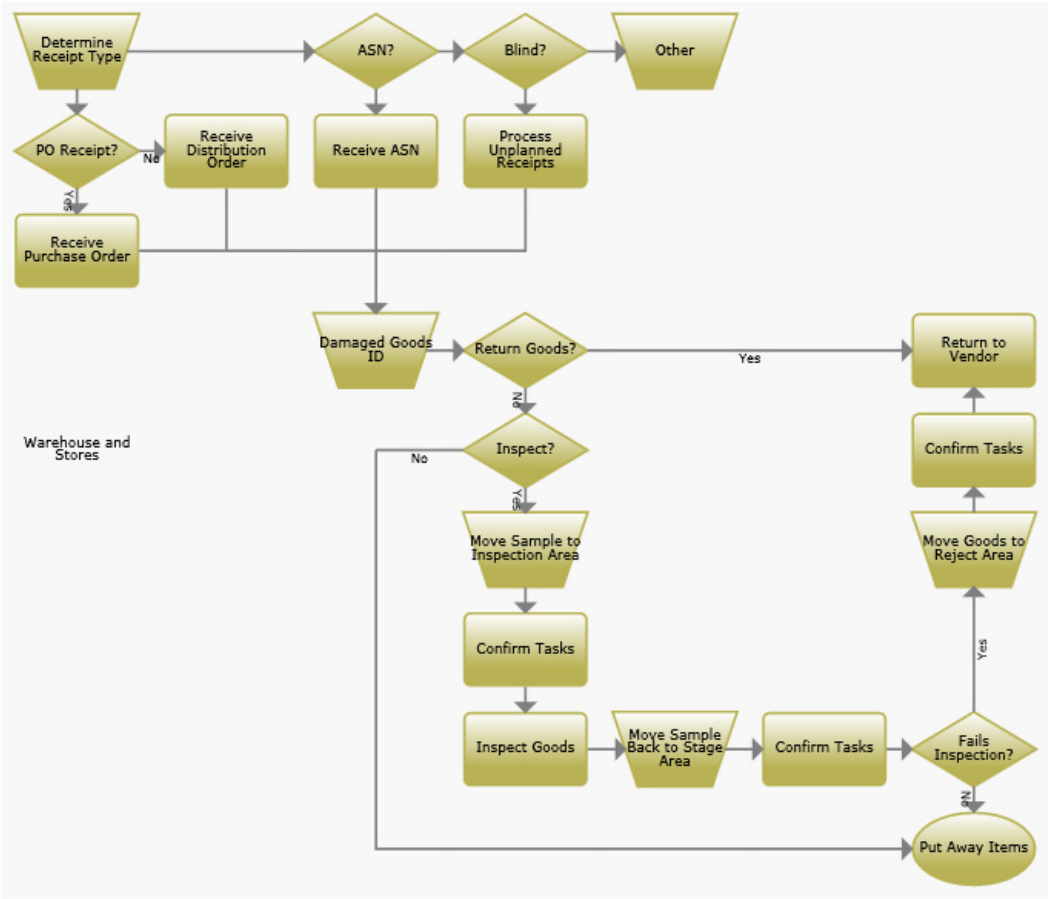 Determine
Receipt Type
ASN?
Blind?
Other
PO Receipt?
No
Receive
Distribution
Order
Receive ASN
Process
Unplanned
Receipts
Yes
Receive
Purchase Order
Damaged Goods
ID
Return Goods?
Yes
Return to
Vendor
No
Warehouse and
Stores
Inspect?
No
Confirm Tasks
Yes
Move Sample to
Inspection Area
Move Goods to
Reject Area
Confirm Tasks
Yes
Inspect Goods
Move Sample
Back to Stage
Area
Confirm Tasks
Fails
Inspection?
No
Put Away Items